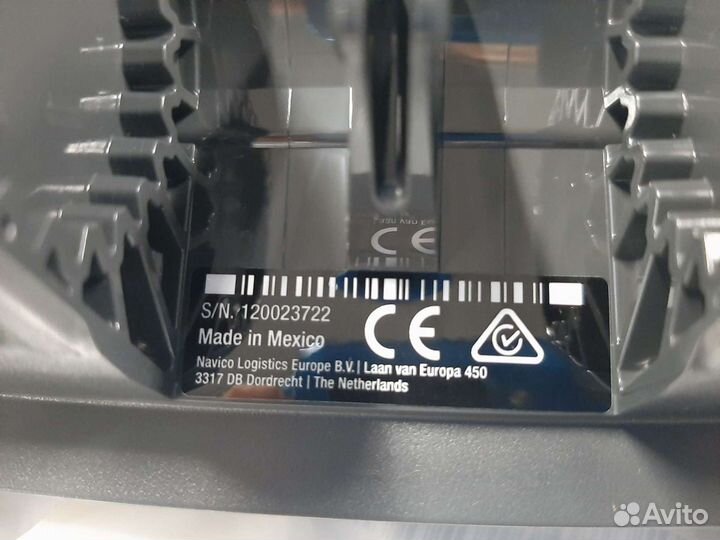 CE
S/N. 120023722
Made in Mexico
CE
Navico Logistics Europe B.V. | Laan van Europa 450
3317 DB Dordrecht | The Netherlands
Avito